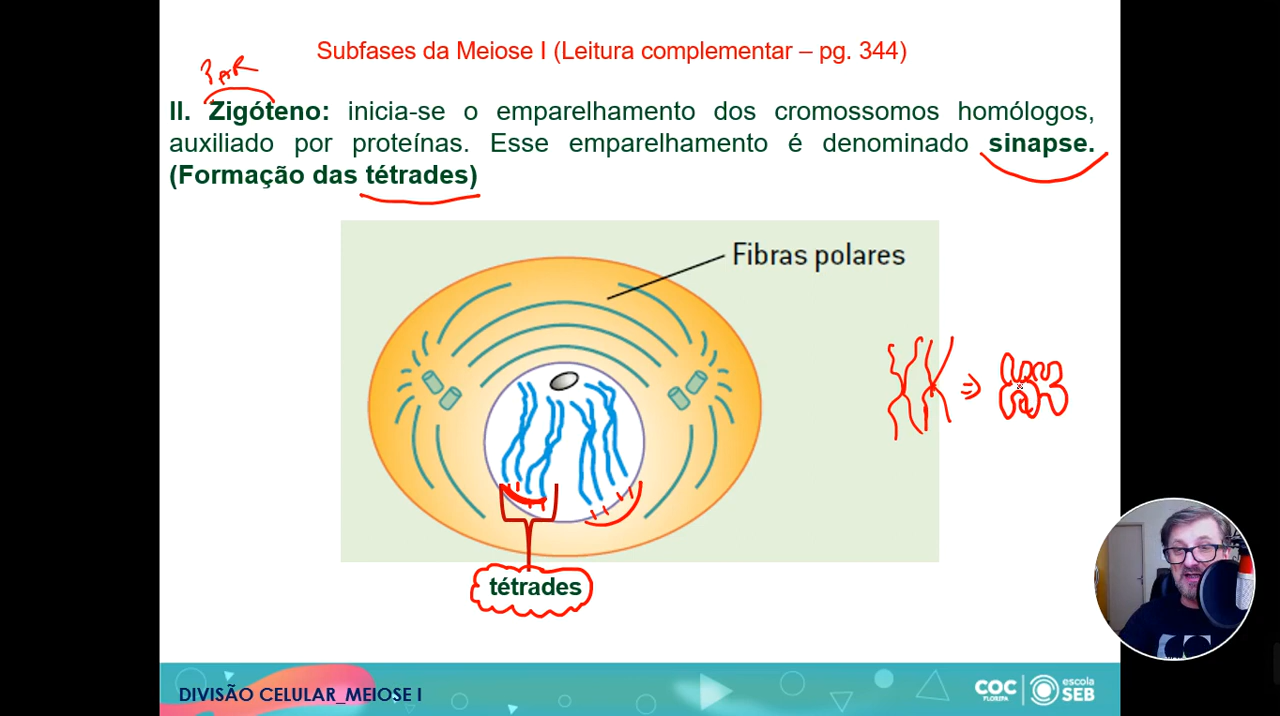 Subfases da Meiose I (Leitura complementar – pg. 344)
PAR
II. Zigóteno: inicia-se o emparelhamento dos cromossomos homólogos,
auxiliado por proteínas. Esse emparelhamento é denominado sinapse.
(Formação das tétrades)
Fibras polares
tétrades
DIVISÃO CELULAR_MEIOSE I
COC
FLORIPA
escola
SEB